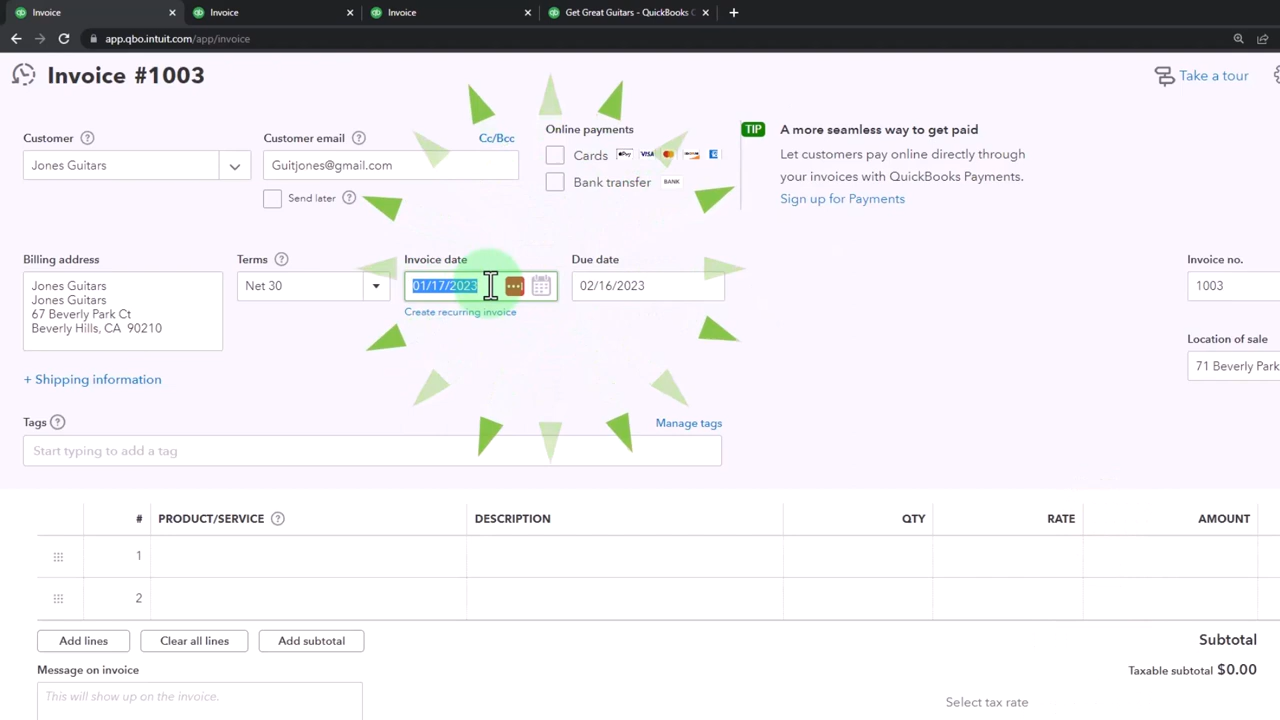 Invoice
Invoice
Invoice
Get Great Guitars - QuickBooks C
app.qbo.intuit.com/app/invoice
Invoice #1003
Take a tour
Customer
Customer email
Cc/Bcc
Online payments
TIP
A more seamless way to get paid
Jones Guitars
Guitjones@gmail.com
Cards
Pay
VISA
Let customers pay online directly through
your invoices with QuickBooks Payments.
Bank transfer
BANK
Send later
Sign up for Payments
Billing address
Terms
Invoice date
Due date
Invoice no.
Jones Guitars
Jones Guitars
67 Beverly Park Ct
Beverly Hills, CA 90210
Net 30
01/17/2023
02/16/2023
1003
Create recurring invoice
Location of sale
71 Beverly Park
+ Shipping information
Tags
Manage tags
Start typing to add a tag
# PRODUCT/SERVICE DESCRIPTION QTY RATE AMOUNT
1
2
Add lines
Clear all lines
Add subtotal
Subtotal
Message on invoice
Taxable subtotal $0.00
This will show up on the invoice.
Select tax rate